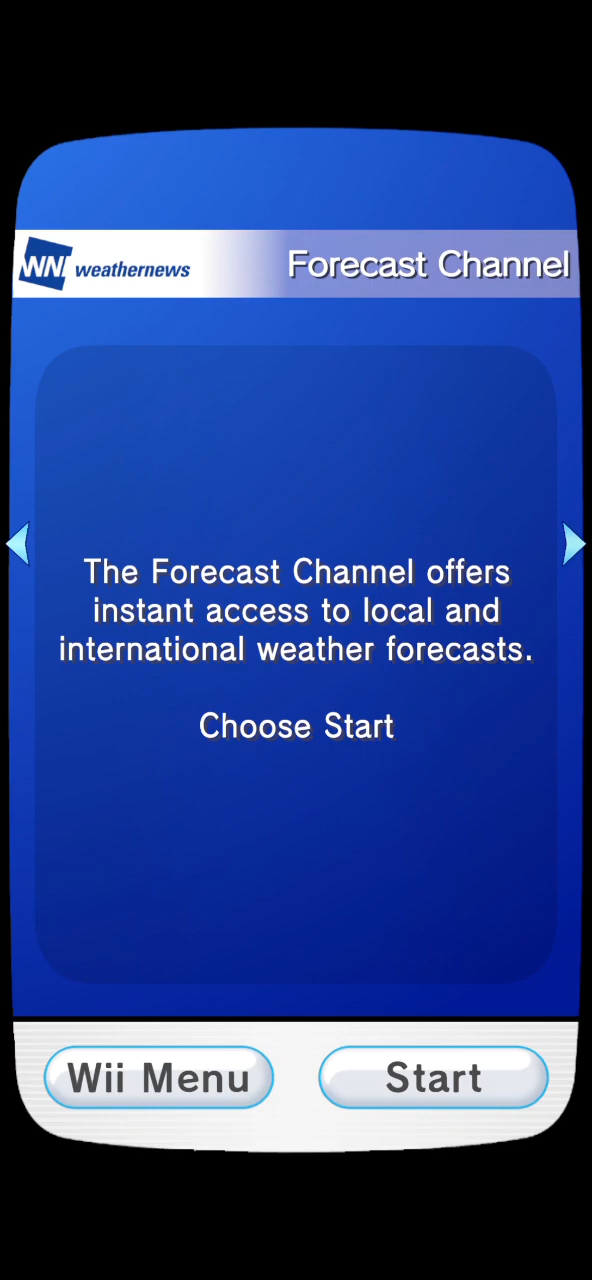 WNI weathernews
Forecast Channel
The Forecast Channel offers
instant access to local and
international weather forecasts.
Choose Start
Wii Menu
Start